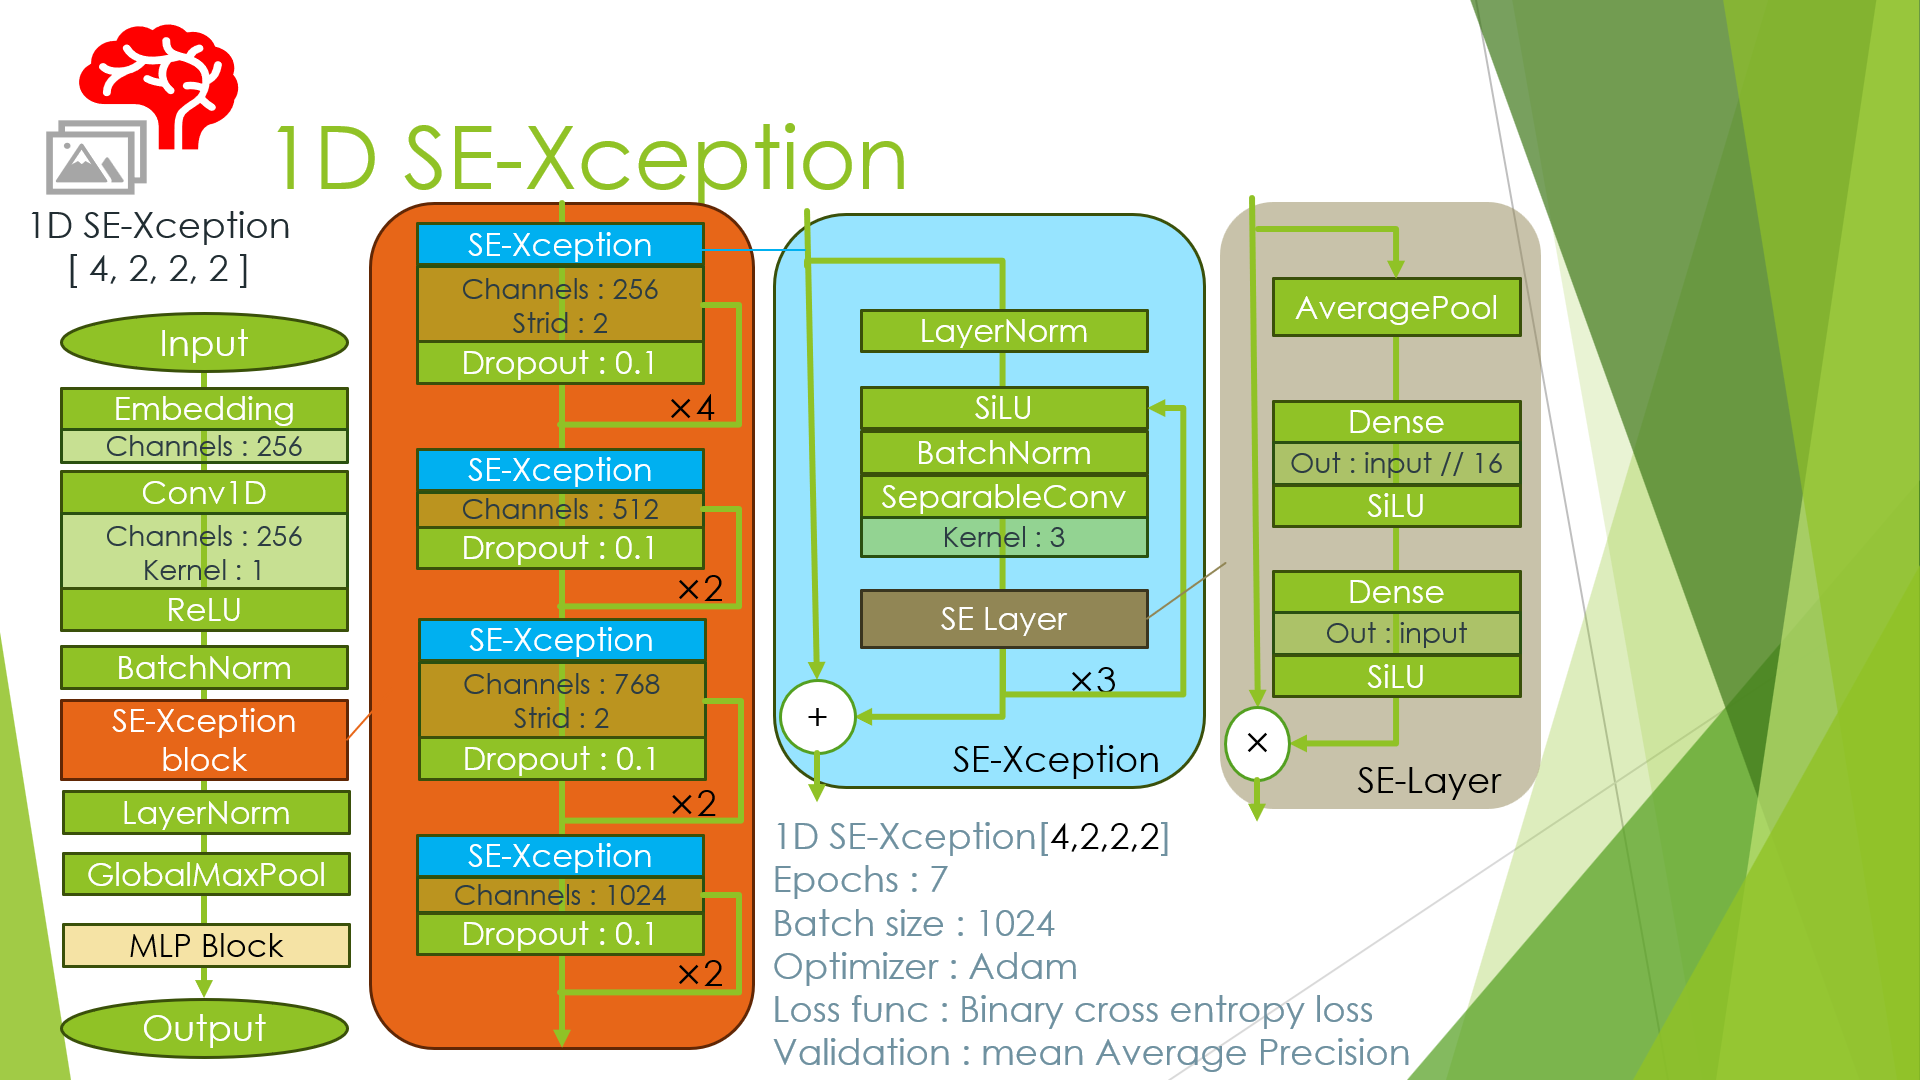 1D SE-Xception
1D SE-Xception
[ 4, 2, 2, 2 ]
Input
Embedding
Channels : 256
Conv1D
Channels : 256
Kernel : 1
ReLU
BatchNorm
SE-Xception
block
LayerNorm
GlobalMaxPool
MLP Block
Output
SE-Xception
Channels : 256
Strid : 2
Dropout : 0.1
×4
SE-Xception
Channels : 512
Dropout : 0.1
×2
SE-Xception
Channels : 768
Strid : 2
Dropout : 0.1
×2
SE-Xception
Channels : 1024
Dropout : 0.1
×2
LayerNorm
SiLU
BatchNorm
SeparableConv
Kernel : 3
SE Layer
×3
+
SE-Xception
AveragePool
Dense
Out : input // 16
SiLU
Dense
Out : input
SiLU
×
SE-Layer
1D SE-Xception[4,2,2,2]
Epochs : 7
Batch size : 1024
Optimizer : Adam
Loss func : Binary cross entropy loss
Validation : mean Average Precision